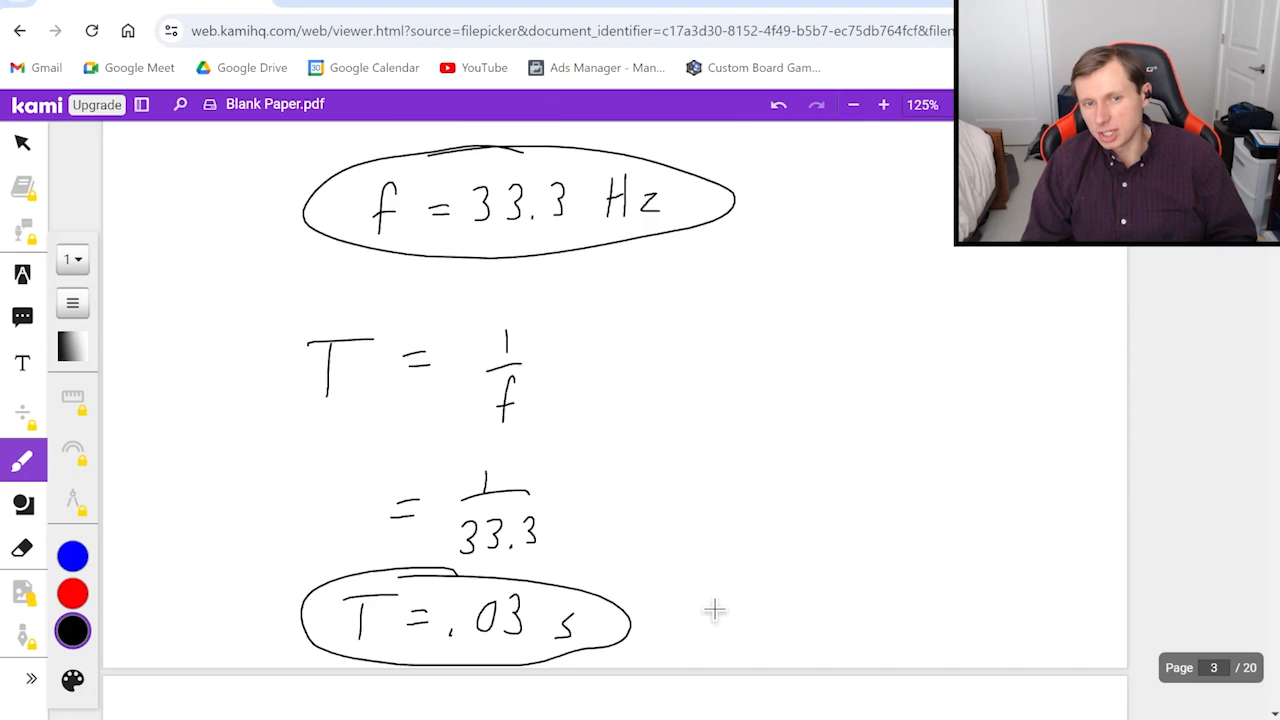 web.kamihq.com/web/viewer.html?source=filepicker&document_identifier=c17a3d30-8152-4f49-b5b7-ec75db764fcf&filen
Gmail Google Meet Google Drive 30 Google Calendar YouTube Ads Manager - Man... Custom Board Gam...
kami Upgrade Blank Paper.pdf 125%
f = 33.3 Hz
1
T = 1/f
= 1/33.3
T = .03 s
Page 3 / 20